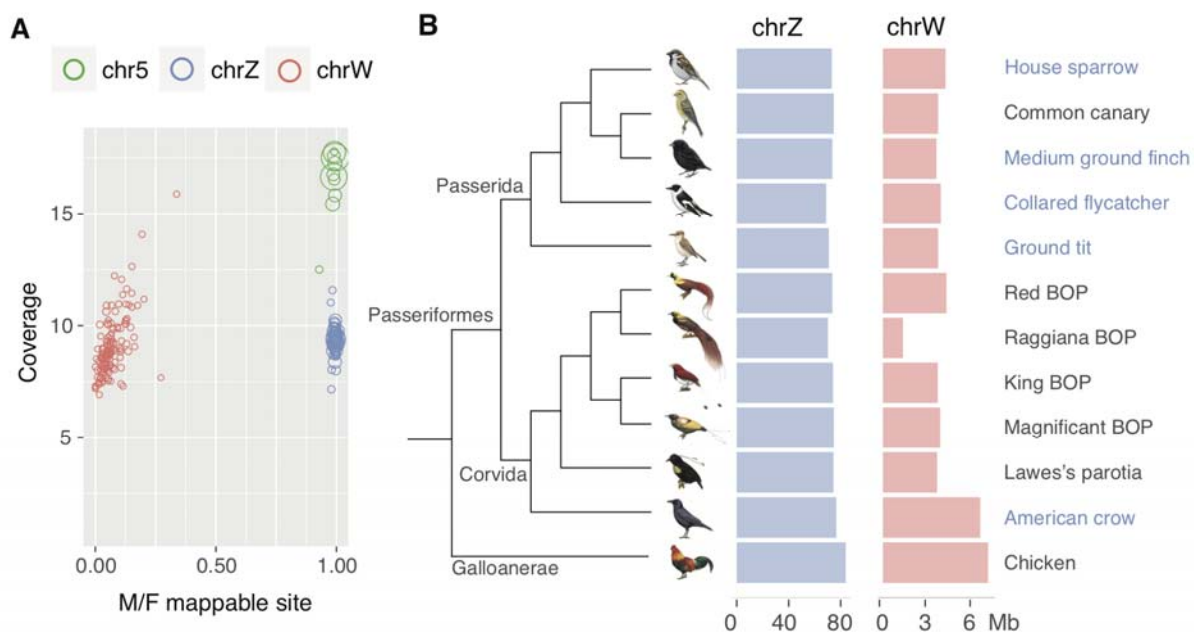 A
chr5 chrZ chrW
Coverage
15
10
5
0.00 0.50 1.00
M/F mappable site
B
chrZ chrW
House sparrow
Common canary
Medium ground finch
Collared flycatcher
Ground tit
Red BOP
Raggiana BOP
King BOP
Magnificant BOP
Lawes's parotia
American crow
Chicken
Passerida
Passeriformes
Corvida
Galloanerae
0 40 80 0 3 6 Mb